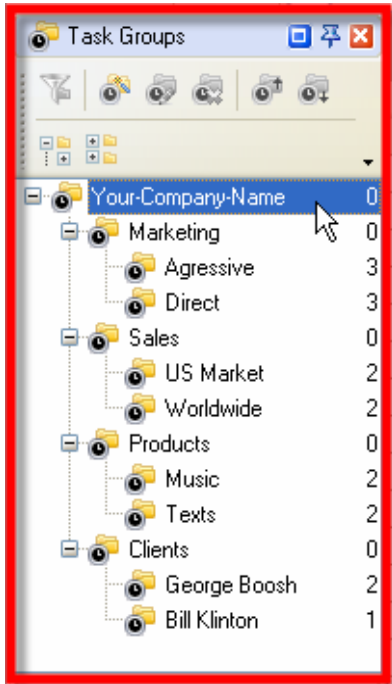 Task Groups
Your-Company-Name 0
Marketing 0
Agressive 3
Direct 3
Sales 0
US Market 2
Worldwide 2
Products 0
Music 2
Texts 2
Clients 0
George Boosh 2
Bill Klinton 1